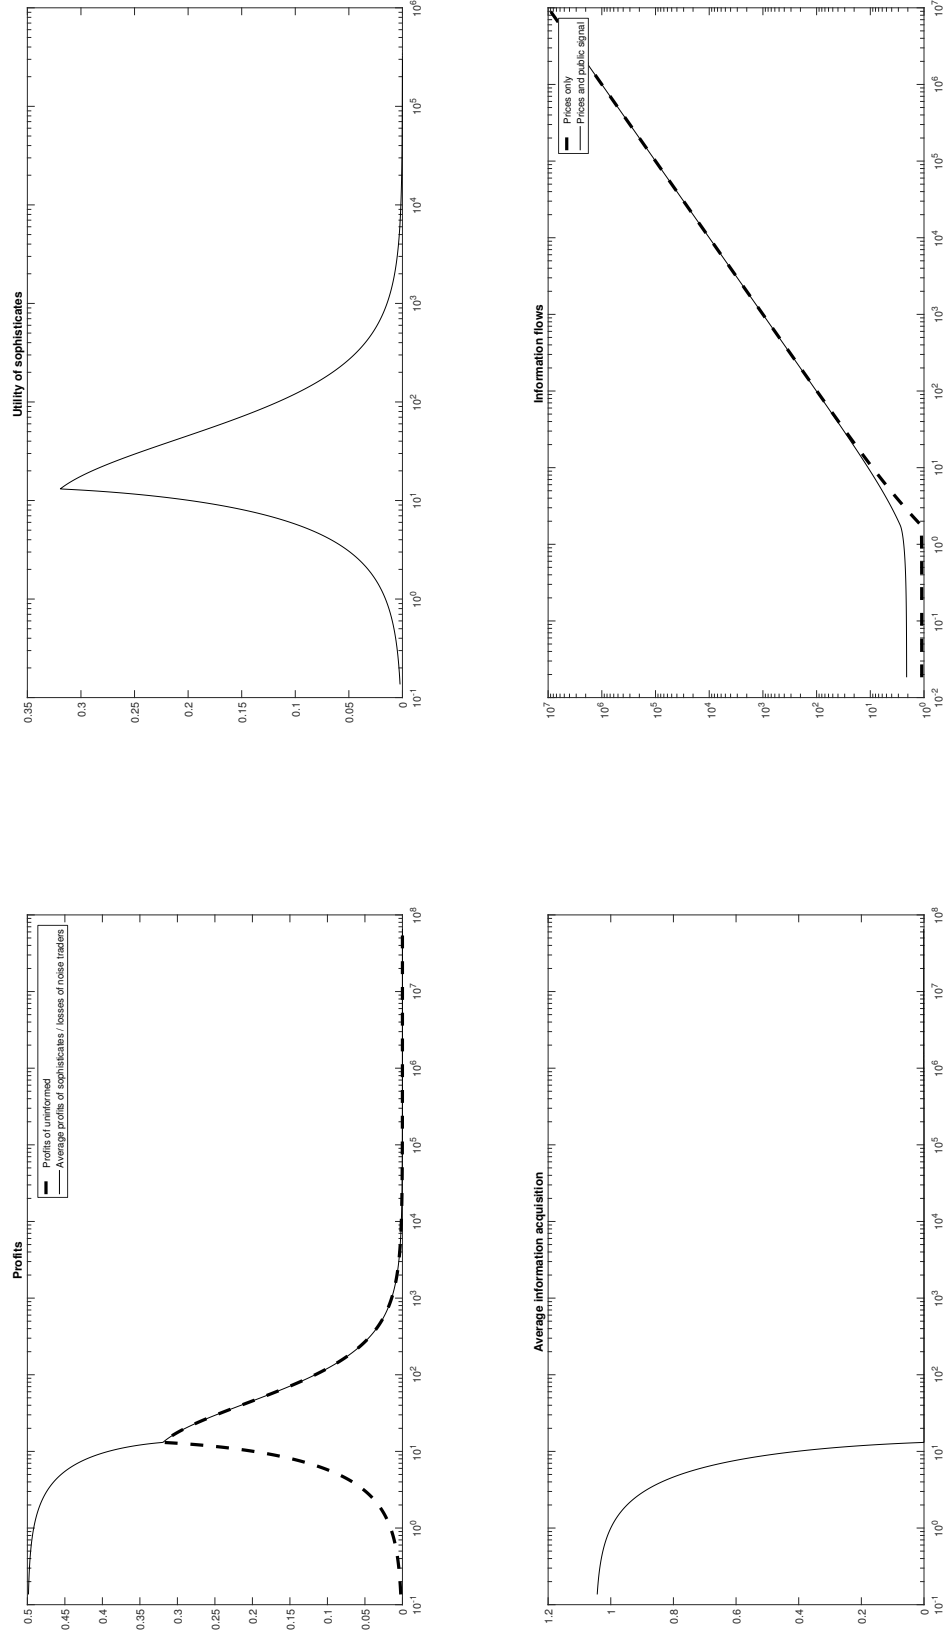 Profits
0.5
0.45
0.4
0.35
0.3
0.25
0.2
0.15
0.1
0.05
0
10⁻¹ 10⁰ 10¹ 10² 10³ 10⁴ 10⁵ 10⁶ 10⁷ 10⁸
Profits of uninformed
Average profits of sophisticates / losses of noise traders
Utility of sophisticates
0.35
0.3
0.25
0.2
0.15
0.1
0.05
0
10⁻¹ 10⁰ 10¹ 10² 10³ 10⁴ 10⁵ 10⁶
Average information acquisition
1.2
1
0.8
0.6
0.4
0.2
0
10⁻¹ 10⁰ 10¹ 10² 10³ 10⁴ 10⁵ 10⁶ 10⁷ 10⁸
Information flows
10⁷
10⁶
10⁵
10⁴
10³
10²
10¹
10⁰
10⁻² 10⁻¹ 10⁰ 10¹ 10² 10³ 10⁴ 10⁵ 10⁶ 10⁷
Prices only
Prices and public signal